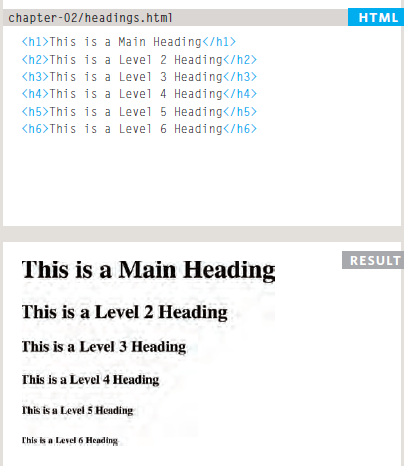 chapter-02/headings.html HTML
<h1>This is a Main Heading</h1>
<h2>This is a Level 2 Heading</h2>
<h3>This is a Level 3 Heading</h3>
<h4>This is a Level 4 Heading</h4>
<h5>This is a Level 5 Heading</h5>
<h6>This is a Level 6 Heading</h6>
RESULT
This is a Main Heading
This is a Level 2 Heading
This is a Level 3 Heading
This is a Level 4 Heading
This is a Level 5 Heading
This is a Level 6 Heading